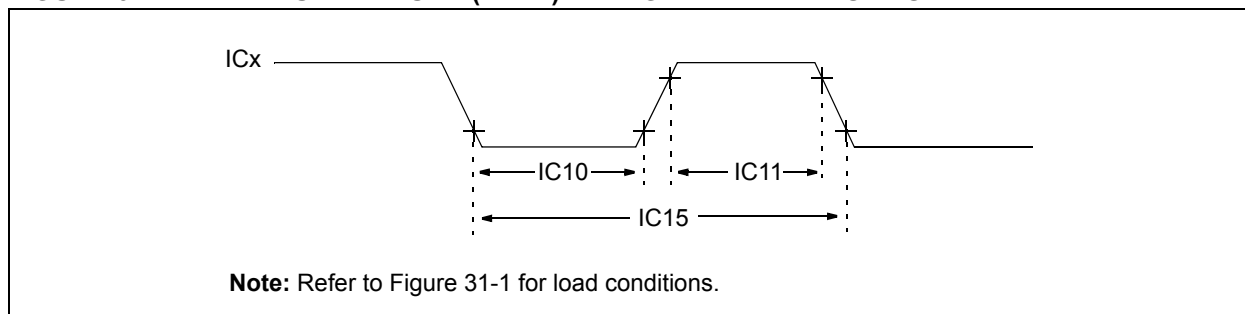 ICx
IC10
IC11
IC15
Note: Refer to Figure 31-1 for load conditions.